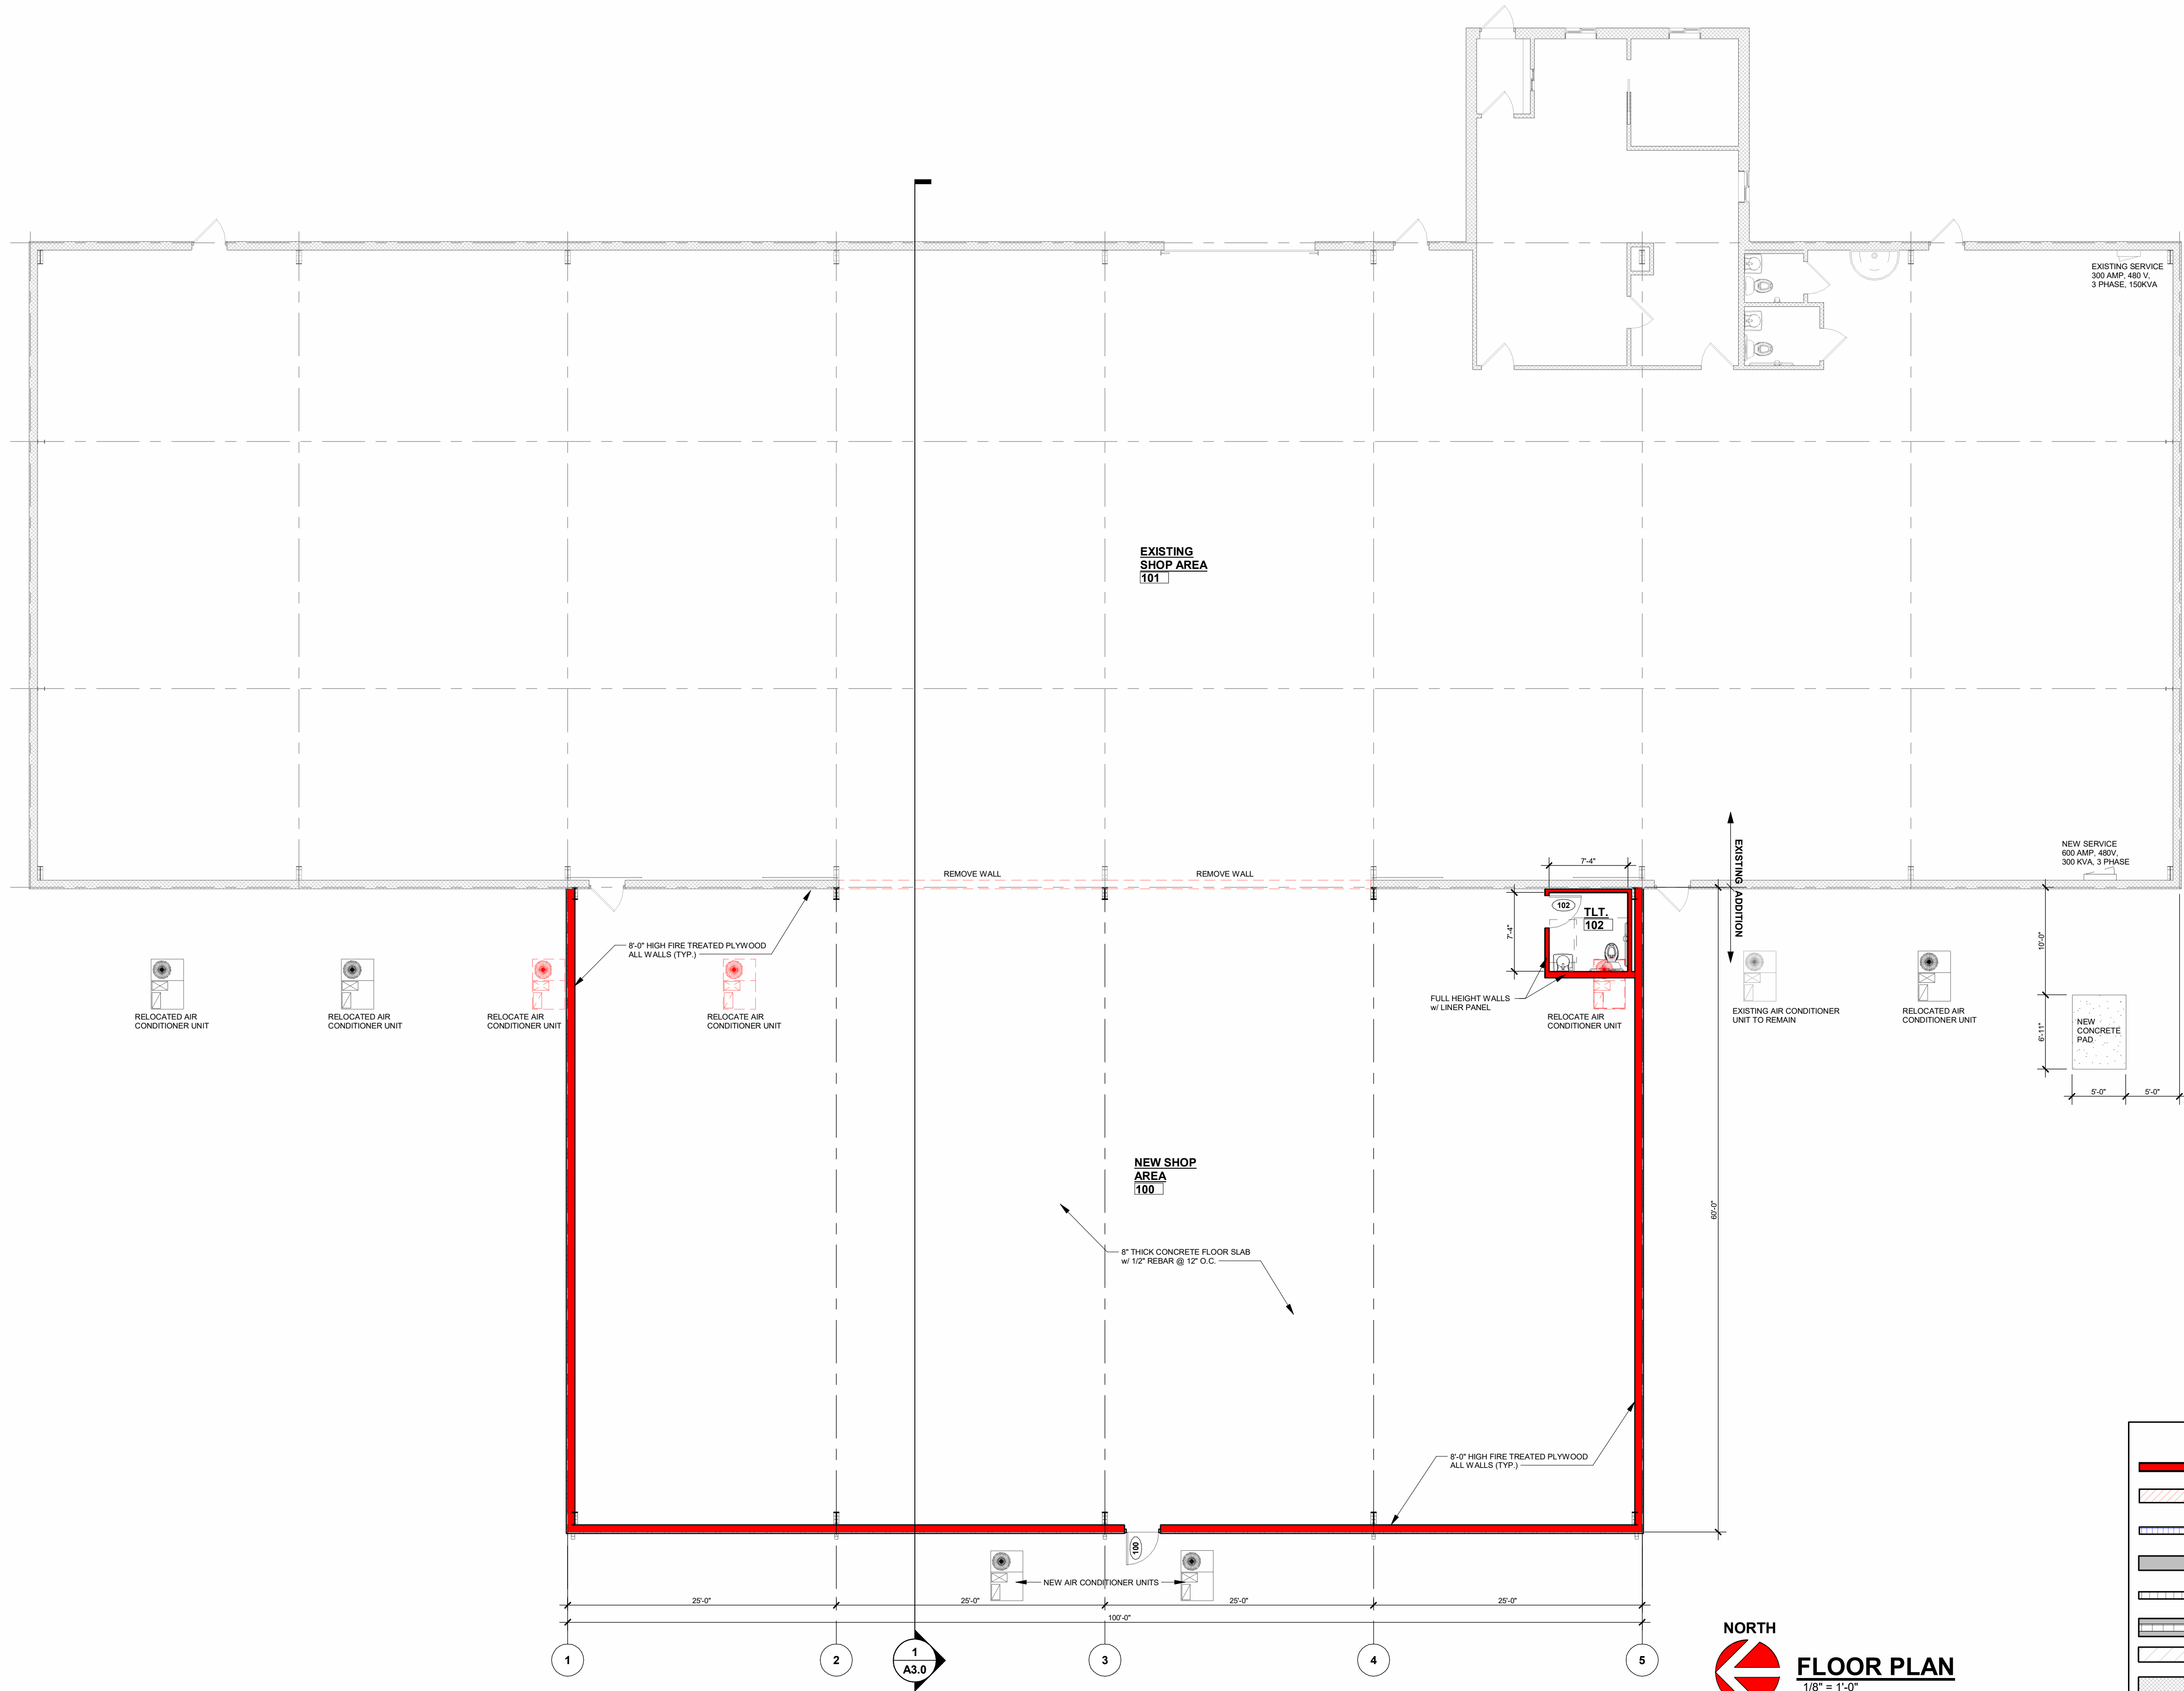 EXISTING SERVICE
300 AMP, 480 V,
3 PHASE, 150KVA
EXISTING
SHOP AREA
101
NEW SERVICE
600 AMP, 480V,
300 KVA, 3 PHASE
REMOVE WALL
REMOVE WALL
7'-4"
EXISTING
ADDITION
102
TLT.
102
7'-4"
10'-0"
8'-0" HIGH FIRE TREATED PLYWOOD
ALL WALLS (TYP.)
FULL HEIGHT WALLS
w/ LINER PANEL
RELOCATED AIR
CONDITIONER UNIT
RELOCATED AIR
CONDITIONER UNIT
RELOCATE AIR
CONDITIONER UNIT
RELOCATE AIR
CONDITIONER UNIT
RELOCATE AIR
CONDITIONER UNIT
EXISTING AIR CONDITIONER
UNIT TO REMAIN
RELOCATED AIR
CONDITIONER UNIT
NEW
CONCRETE
PAD
6'-11"
5'-0"
5'-0"
NEW SHOP
AREA
100
60'-0"
8" THICK CONCRETE FLOOR SLAB
w/ 1/2" REBAR @ 12" O.C.
8'-0" HIGH FIRE TREATED PLYWOOD
ALL WALLS (TYP.)
100
NEW AIR CONDITIONER UNITS
25'-0"
25'-0"
25'-0"
25'-0"
100'-0"
1
2
1
A3.0
3
4
5
NORTH
FLOOR PLAN
1/8" = 1'-0"